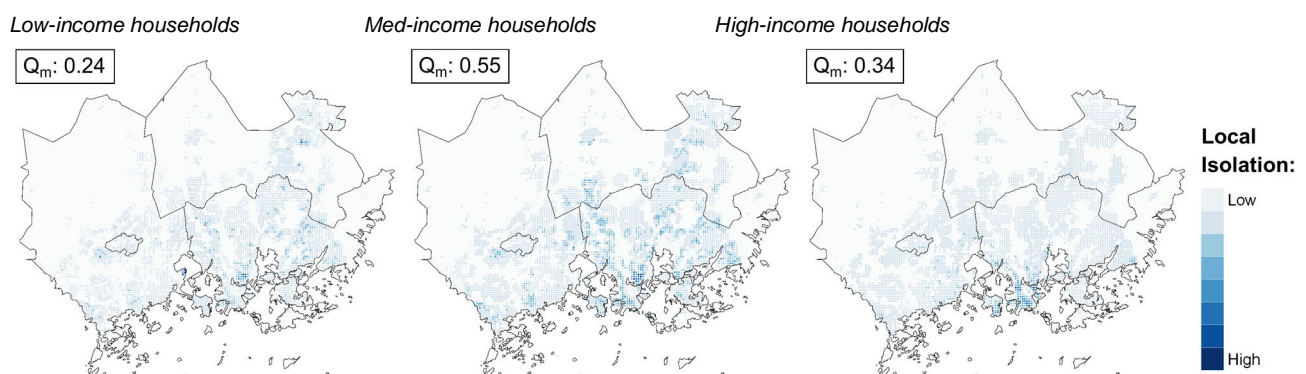 Low-income households
Med-income households
High-income households
Qm: 0.24
Qm: 0.55
Qm: 0.34
Local
Isolation:
Low
High